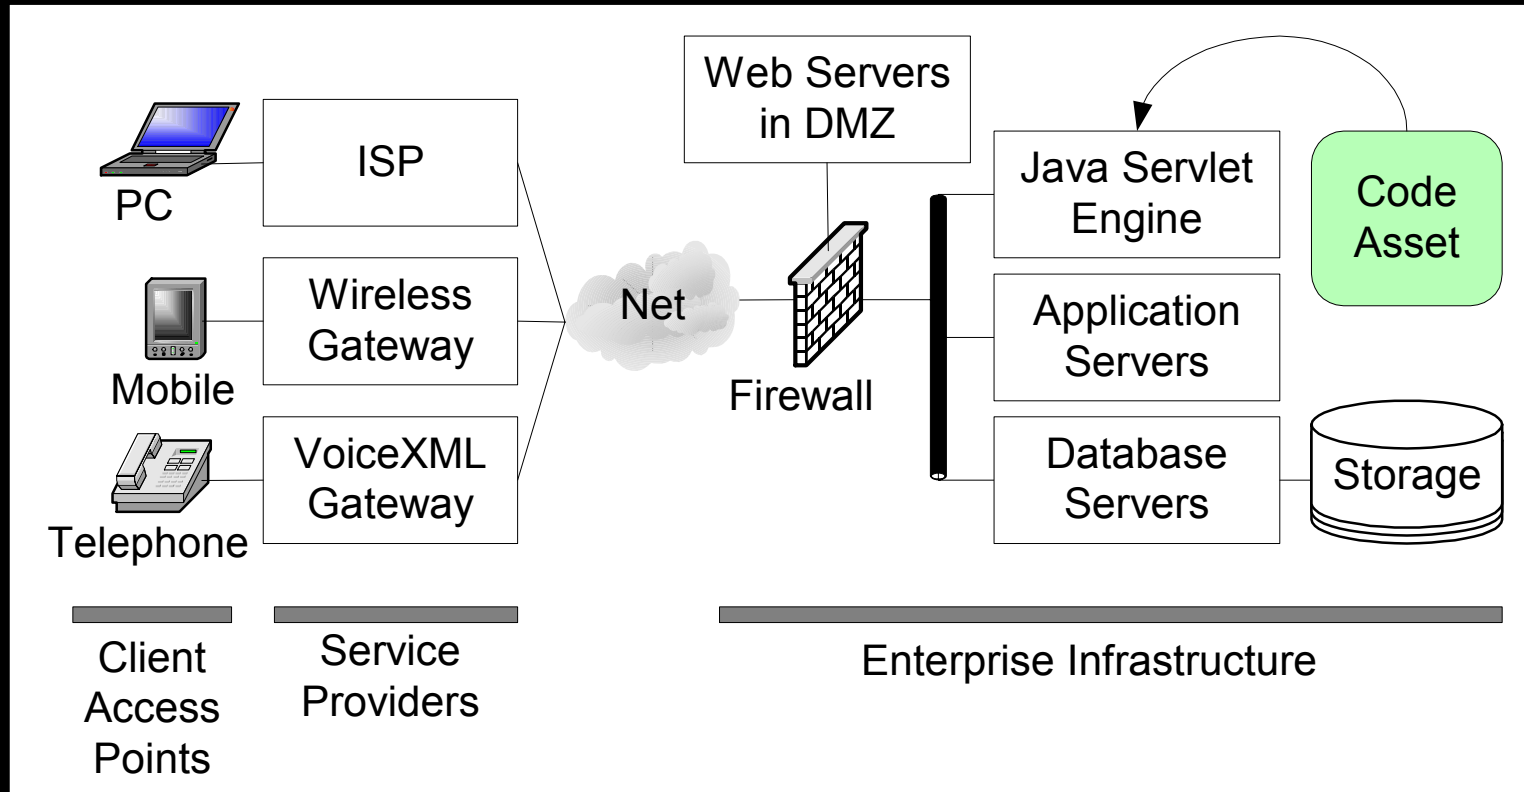 PC
ISP
Mobile
Wireless
Gateway
Telephone
VoiceXML
Gateway
Net
Web Servers
in DMZ
Firewall
Java Servlet
Engine
Code
Asset
Application
Servers
Database
Servers
Storage
Client
Access
Points
Service
Providers
Enterprise Infrastructure